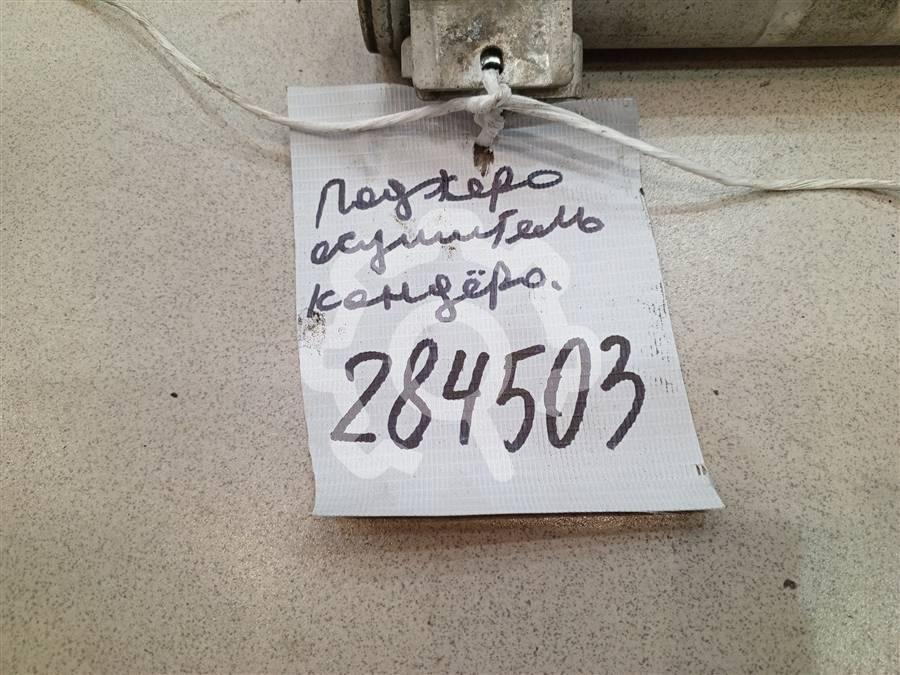 Паджеро
осушитель
кондёра.
284503